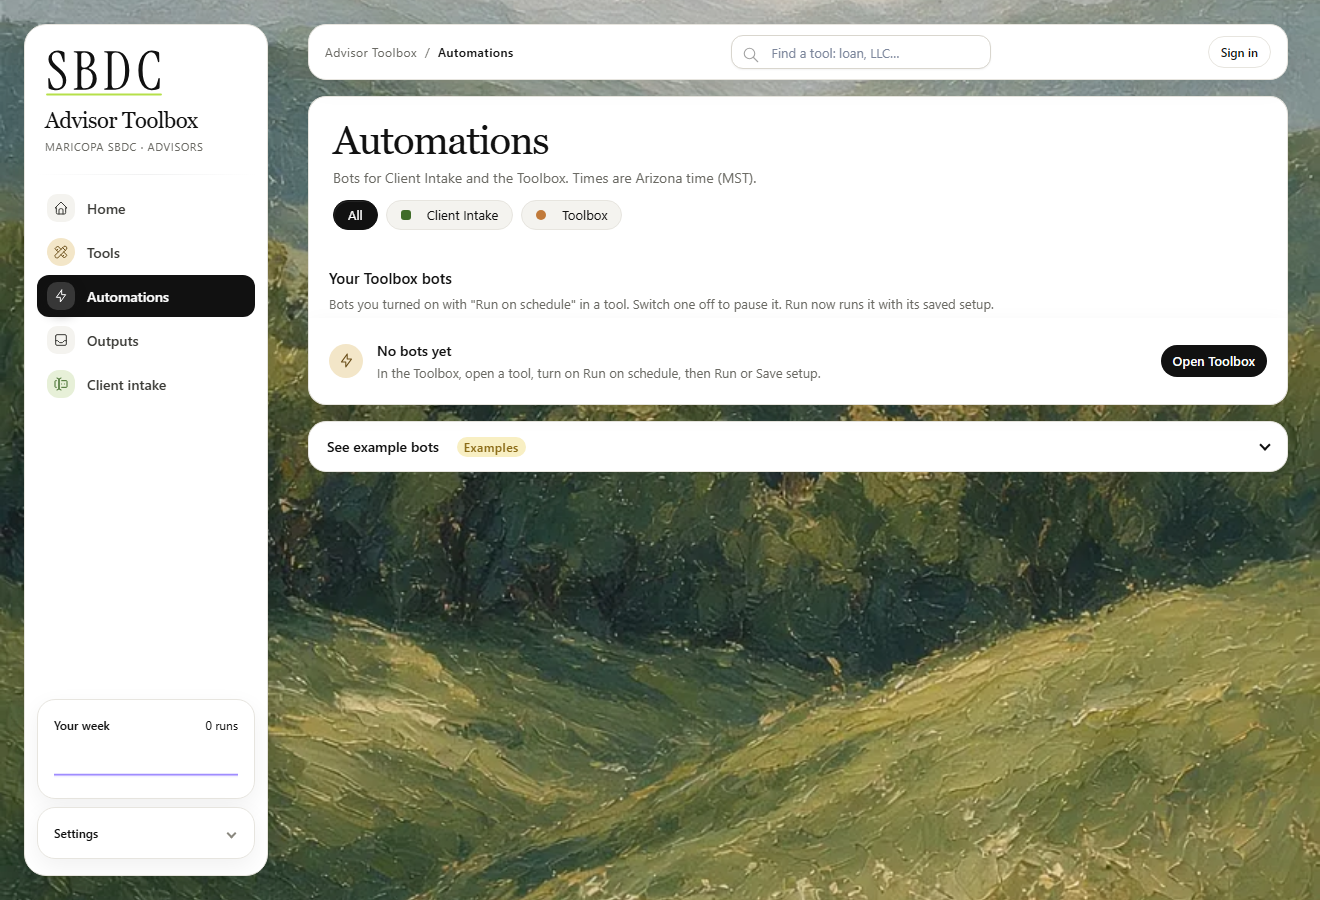 SBDC
Advisor Toolbox
MARICOPA SBDC · ADVISORS
Home
Tools
Automations
Outputs
Client intake
Your week 0 runs
Settings
Advisor Toolbox / Automations
Find a tool: loan, LLC...
Sign in
Automations
Bots for Client Intake and the Toolbox. Times are Arizona time (MST).
All Client Intake Toolbox
Your Toolbox bots
Bots you turned on with "Run on schedule" in a tool. Switch one off to pause it. Run now runs it with its saved setup.
No bots yet
In the Toolbox, open a tool, turn on Run on schedule, then Run or Save setup.
Open Toolbox
See example bots Examples